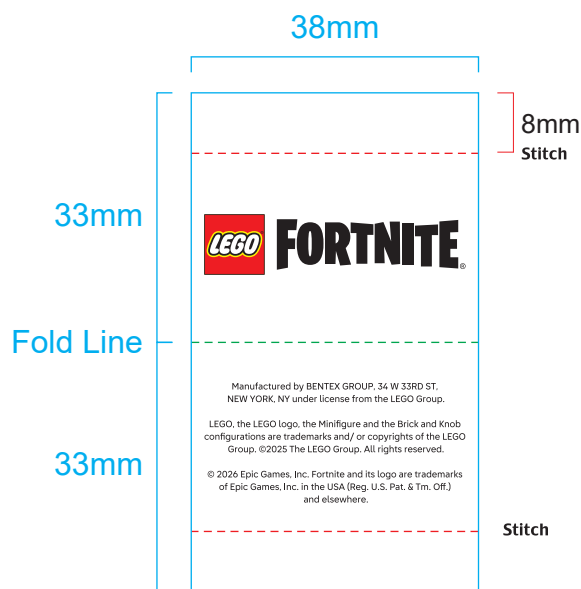 38mm
8mm
Stitch
33mm
LEGO FORTNITE®
Fold Line
Manufactured by BENTEX GROUP, 34 W 33RD ST,
NEW YORK, NY under license from the LEGO Group.
LEGO, the LEGO logo, the Minifigure and the Brick and Knob
configurations are trademarks and/ or copyrights of the LEGO
Group. ©2025 The LEGO Group. All rights reserved.
33mm
© 2026 Epic Games, Inc. Fortnite and its logo are trademarks
of Epic Games, Inc. in the USA (Reg. U.S. Pat. & Tm. Off.)
and elsewhere.
Stitch